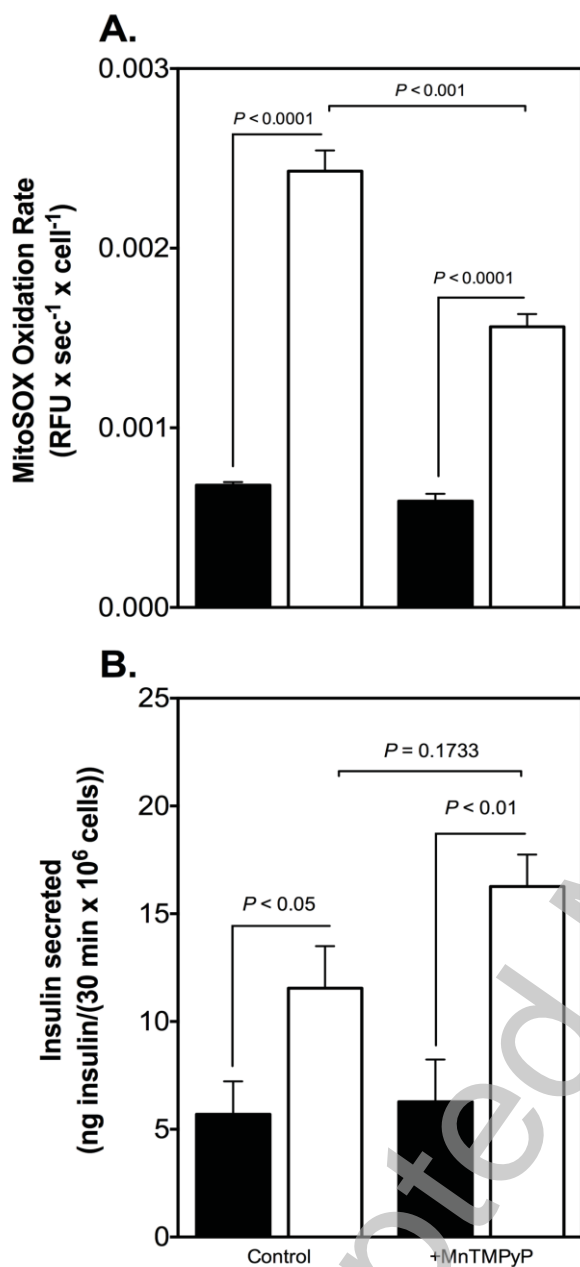 A.
0.003
0.002
0.001
0.000
MitoSOX Oxidation Rate
(RFU x sec⁻¹ x cell⁻¹)
P < 0.0001
P < 0.001
P < 0.0001
B.
25
20
15
10
5
0
Insulin secreted
(ng insulin/(30 min x 10⁶ cells))
P = 0.1733
P < 0.01
P < 0.05
Control
+MnTMPyP